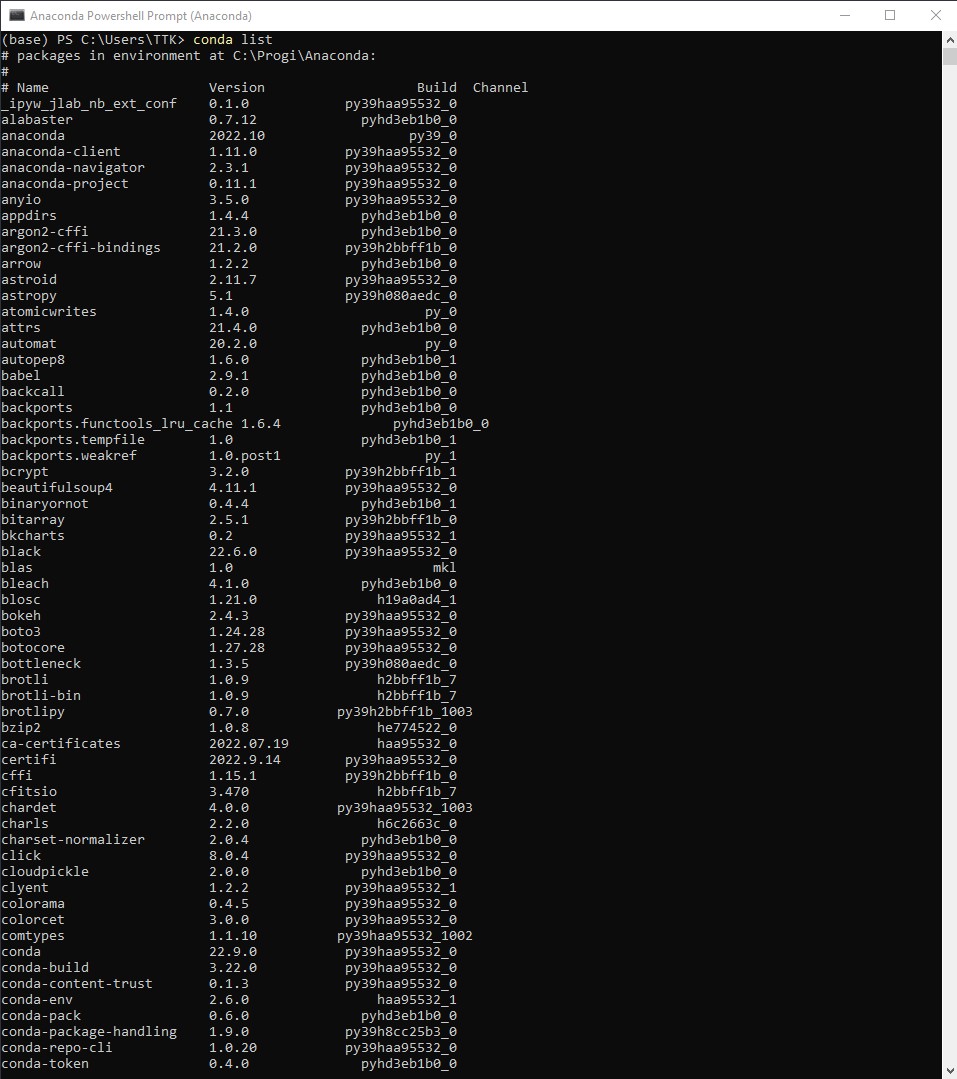 Anaconda Powershell Prompt (Anaconda)
(base) PS C:\Users\TTK> conda list
# packages in environment at C:\Progi\Anaconda:
#
# Name                    Version                   Build  Channel
_ipyw_jlab_nb_ext_conf    0.1.0            py39haa95532_0
alabaster                 0.7.12             pyhd3eb1b0_0
anaconda                  2022.10                  py39_0
anaconda-client           1.11.0           py39haa95532_0
anaconda-navigator        2.3.1            py39haa95532_0
anaconda-project          0.11.1           py39haa95532_0
anyio                     3.5.0            py39haa95532_0
appdirs                   1.4.4              pyhd3eb1b0_0
argon2-cffi               21.3.0             pyhd3eb1b0_0
argon2-cffi-bindings      21.2.0           py39h2bbff1b_0
arrow                     1.2.2              pyhd3eb1b0_0
astroid                   2.11.7           py39haa95532_0
astropy                   5.1              py39h080aedc_0
atomicwrites              1.4.0                      py_0
attrs                     21.4.0             pyhd3eb1b0_0
automat                   20.2.0                     py_0
autopep8                  1.6.0              pyhd3eb1b0_1
babel                     2.9.1              pyhd3eb1b0_0
backcall                  0.2.0              pyhd3eb1b0_0
backports                 1.1                pyhd3eb1b0_0
backports.functools_lru_cache 1.6.4              pyhd3eb1b0_0
backports.tempfile        1.0                pyhd3eb1b0_1
backports.weakref         1.0.post1                  py_1
bcrypt                    3.2.0            py39h2bbff1b_1
beautifulsoup4            4.11.1           py39haa95532_0
binaryornot               0.4.4              pyhd3eb1b0_1
bitarray                  2.5.1            py39h2bbff1b_0
bkcharts                  0.2              py39haa95532_1
black                     22.6.0           py39haa95532_0
blas                      1.0                         mkl
bleach                    4.1.0              pyhd3eb1b0_0
blosc                     1.21.0               h19a0ad4_1
bokeh                     2.4.3            py39haa95532_0
boto3                     1.24.28          py39haa95532_0
botocore                  1.27.28          py39haa95532_0
bottleneck                1.3.5            py39h080aedc_0
brotli                    1.0.9                h2bbff1b_7
brotli-bin                1.0.9                h2bbff1b_7
brotlipy                  0.7.0           py39h2bbff1b_1003
bzip2                     1.0.8                he774522_0
ca-certificates           2022.07.19           haa95532_0
certifi                   2022.9.14        py39haa95532_0
cffi                      1.15.1           py39h2bbff1b_0
cfitsio                   3.470                h2bbff1b_7
chardet                   4.0.0           py39haa95532_1003
charls                    2.2.0                h6c2663c_0
charset-normalizer        2.0.4              pyhd3eb1b0_0
click                     8.0.4            py39haa95532_0
cloudpickle               2.0.0              pyhd3eb1b0_0
clyent                    1.2.2            py39haa95532_1
colorama                  0.4.5            py39haa95532_0
colorcet                  3.0.0            py39haa95532_0
comtypes                  1.1.10          py39haa95532_1002
conda                     22.9.0           py39haa95532_0
conda-build               3.22.0           py39haa95532_0
conda-content-trust       0.1.3            py39haa95532_0
conda-env                 2.6.0                haa95532_1
conda-pack                0.6.0              pyhd3eb1b0_0
conda-package-handling    1.9.0            py39h8cc25b3_0
conda-repo-cli            1.0.20           py39haa95532_0
conda-token               0.4.0              pyhd3eb1b0_0